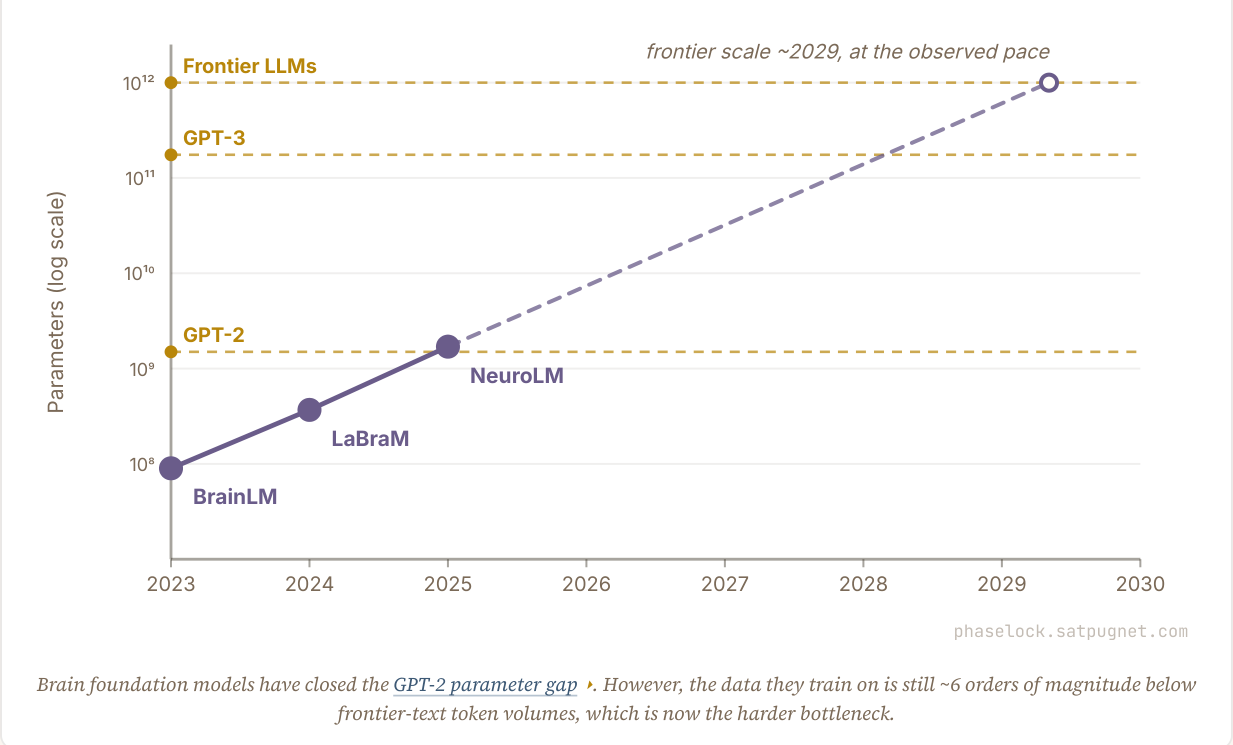 frontier scale ~2029, at the observed pace
Frontier LLMs
10¹²
GPT-3
10¹¹
Parameters (log scale)
10¹⁰
GPT-2
10⁹
NeuroLM
LaBraM
10⁸
BrainLM
2023 2024 2025 2026 2027 2028 2029 2030
phaselock.satpugnet.com
Brain foundation models have closed the GPT-2 parameter gap. However, the data they train on is still ~6 orders of magnitude below
frontier-text token volumes, which is now the harder bottleneck.